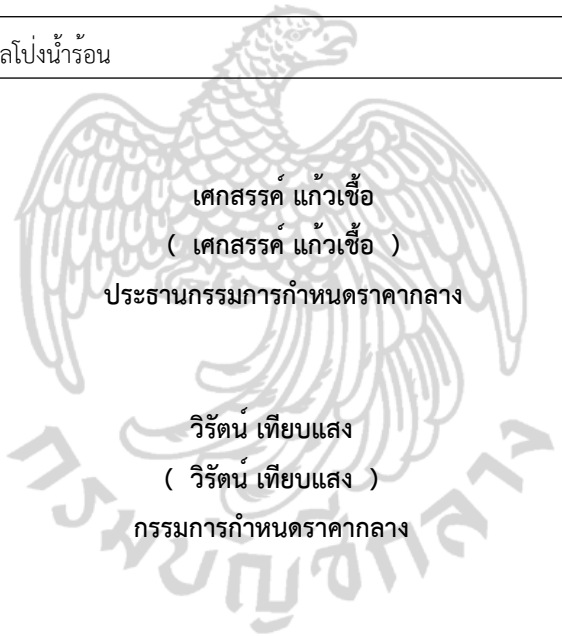 ลโป่งน้ำร้อน
เศกสรรค์ แก้วเชื้อ
( เศกสรรค์ แก้วเชื้อ )
ประธานกรรมการกำหนดราคากลาง
วิรัตน์ เทียบแสง
( วิรัตน์ เทียบแสง )
กรรมการกำหนดราคากลาง
กรมบัญชีกลาง